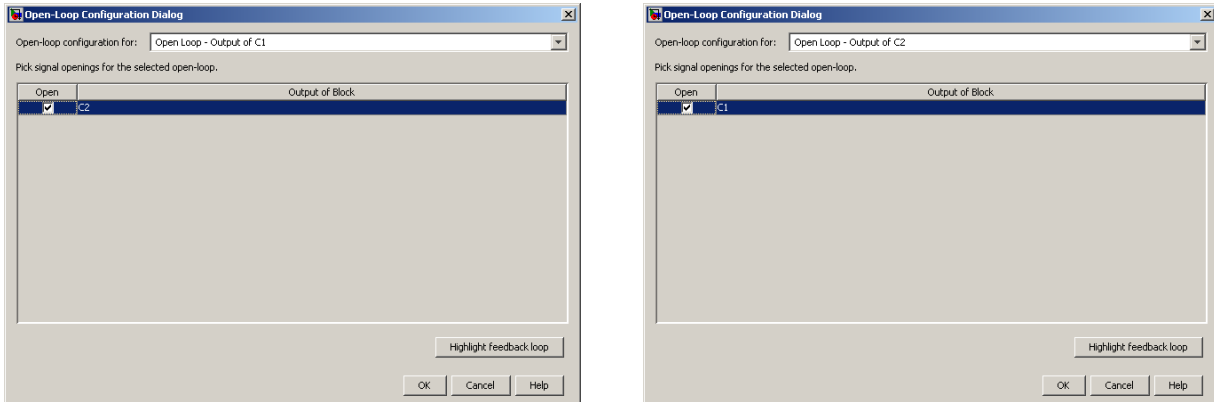 Open-Loop Configuration Dialog
Open-loop configuration for: Open Loop - Output of C1
Pick signal openings for the selected open-loop.
Open Output of Block
C2
Highlight feedback loop
OK Cancel Help
Open-Loop Configuration Dialog
Open-loop configuration for: Open Loop - Output of C2
Pick signal openings for the selected open-loop.
Open Output of Block
C1
Highlight feedback loop
OK Cancel Help